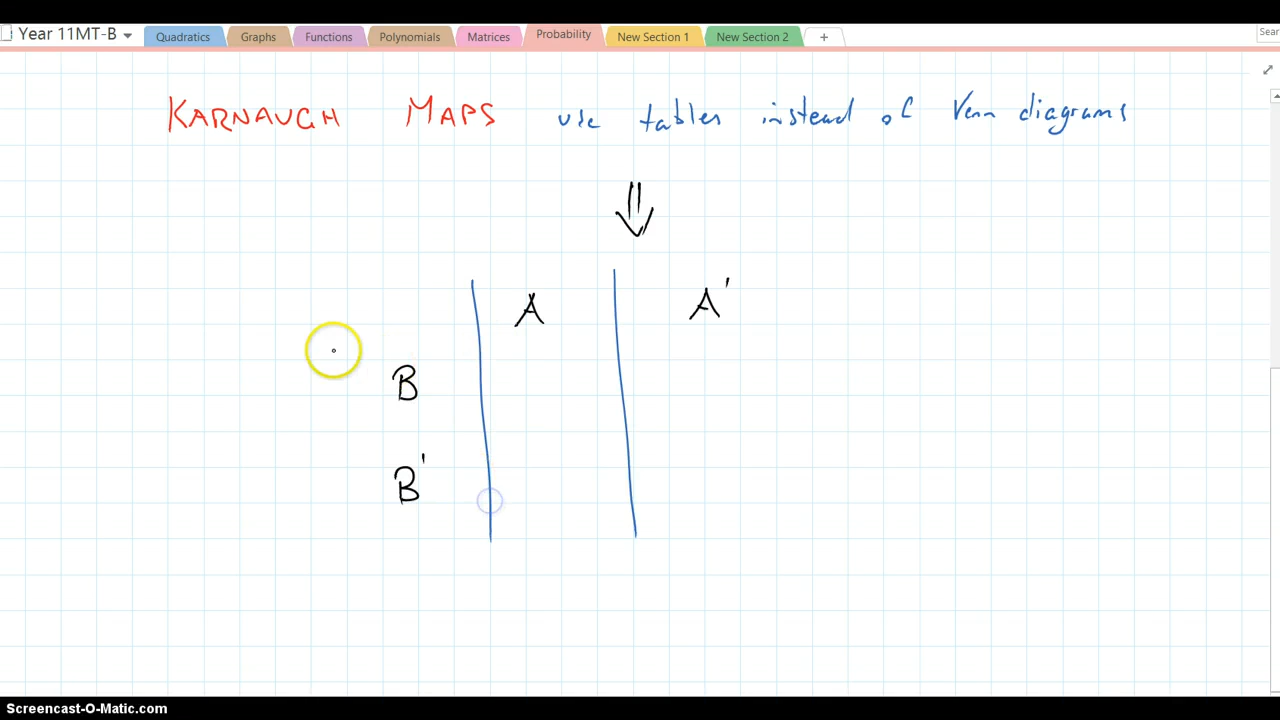 Year 11MT-B Quadratics Graphs Functions Polynomials Matrices Probability New Section 1 New Section 2 + Sear
KARNAUGH MAPS use tables instead of Venn diagrams
A A'
B
B'
Screencast-O-Matic.com